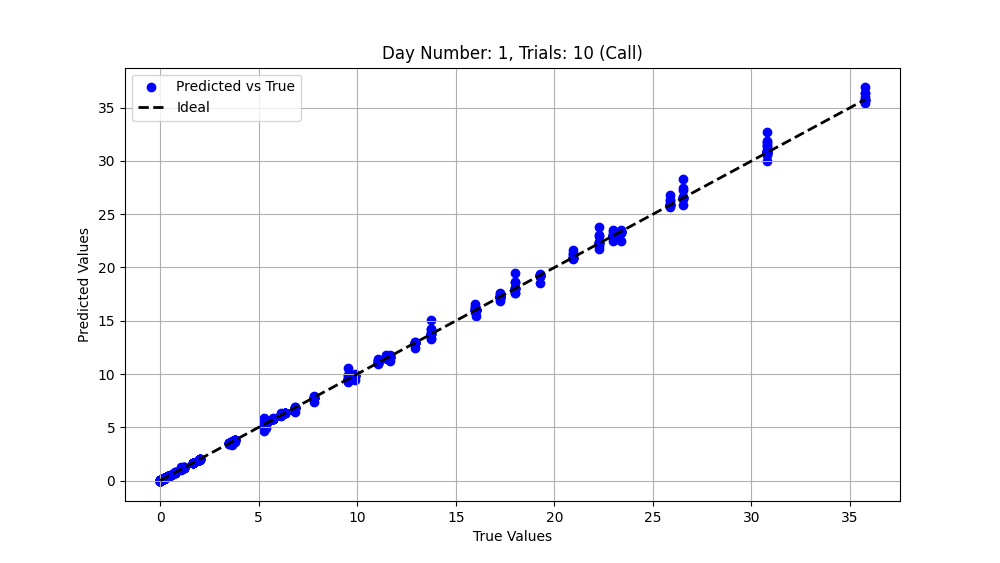 Day Number: 1, Trials: 10 (Call)
Predicted vs True
Ideal
Predicted Values
35
30
25
20
15
10
5
0
0 5 10 15 20 25 30 35
True Values